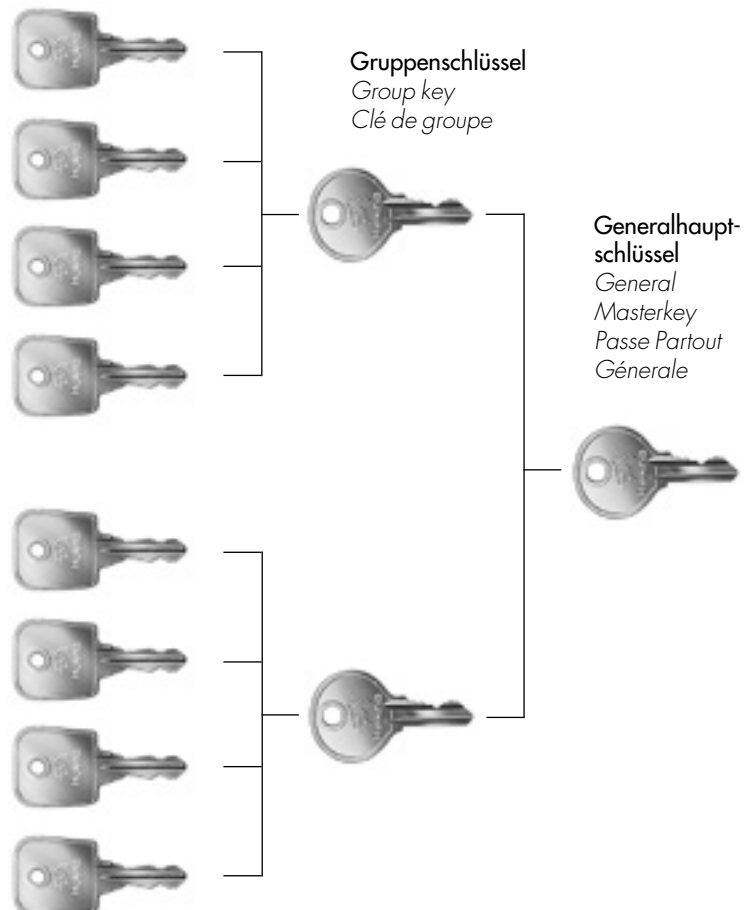 Gruppenschlüssel
Group key
Clé de groupe
Generalhaupt-
schlüssel
General
Masterkey
Passe Partout
Génerale